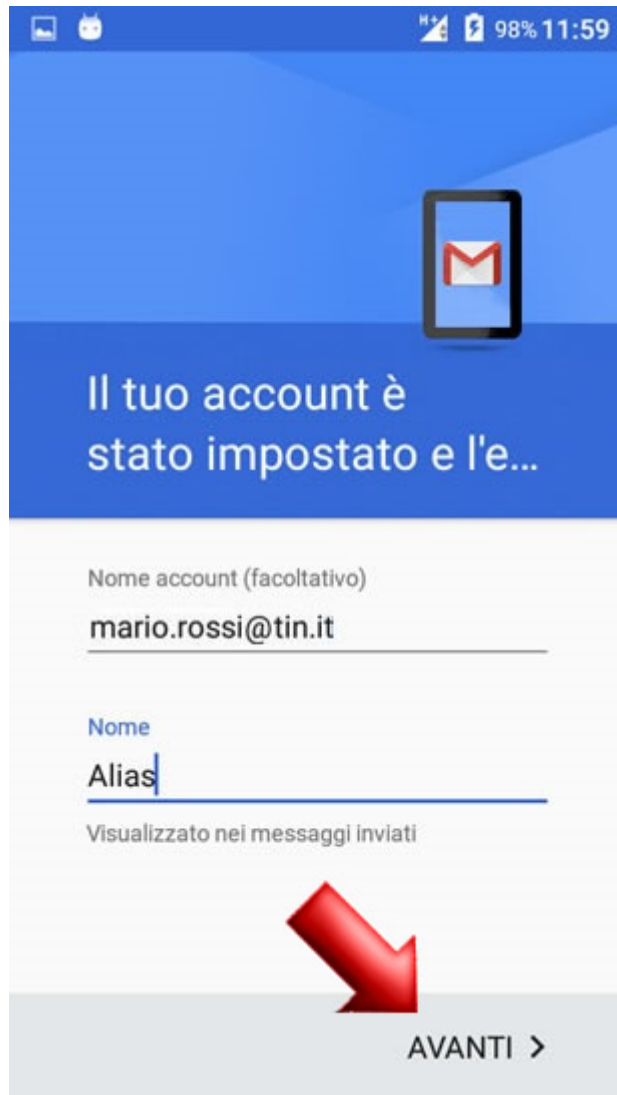 H+ 98% 11:59
Il tuo account è
stato impostato e l'e...
Nome account (facoltativo)
mario.rossi@tin.it
Nome
Alias
Visualizzato nei messaggi inviati
AVANTI